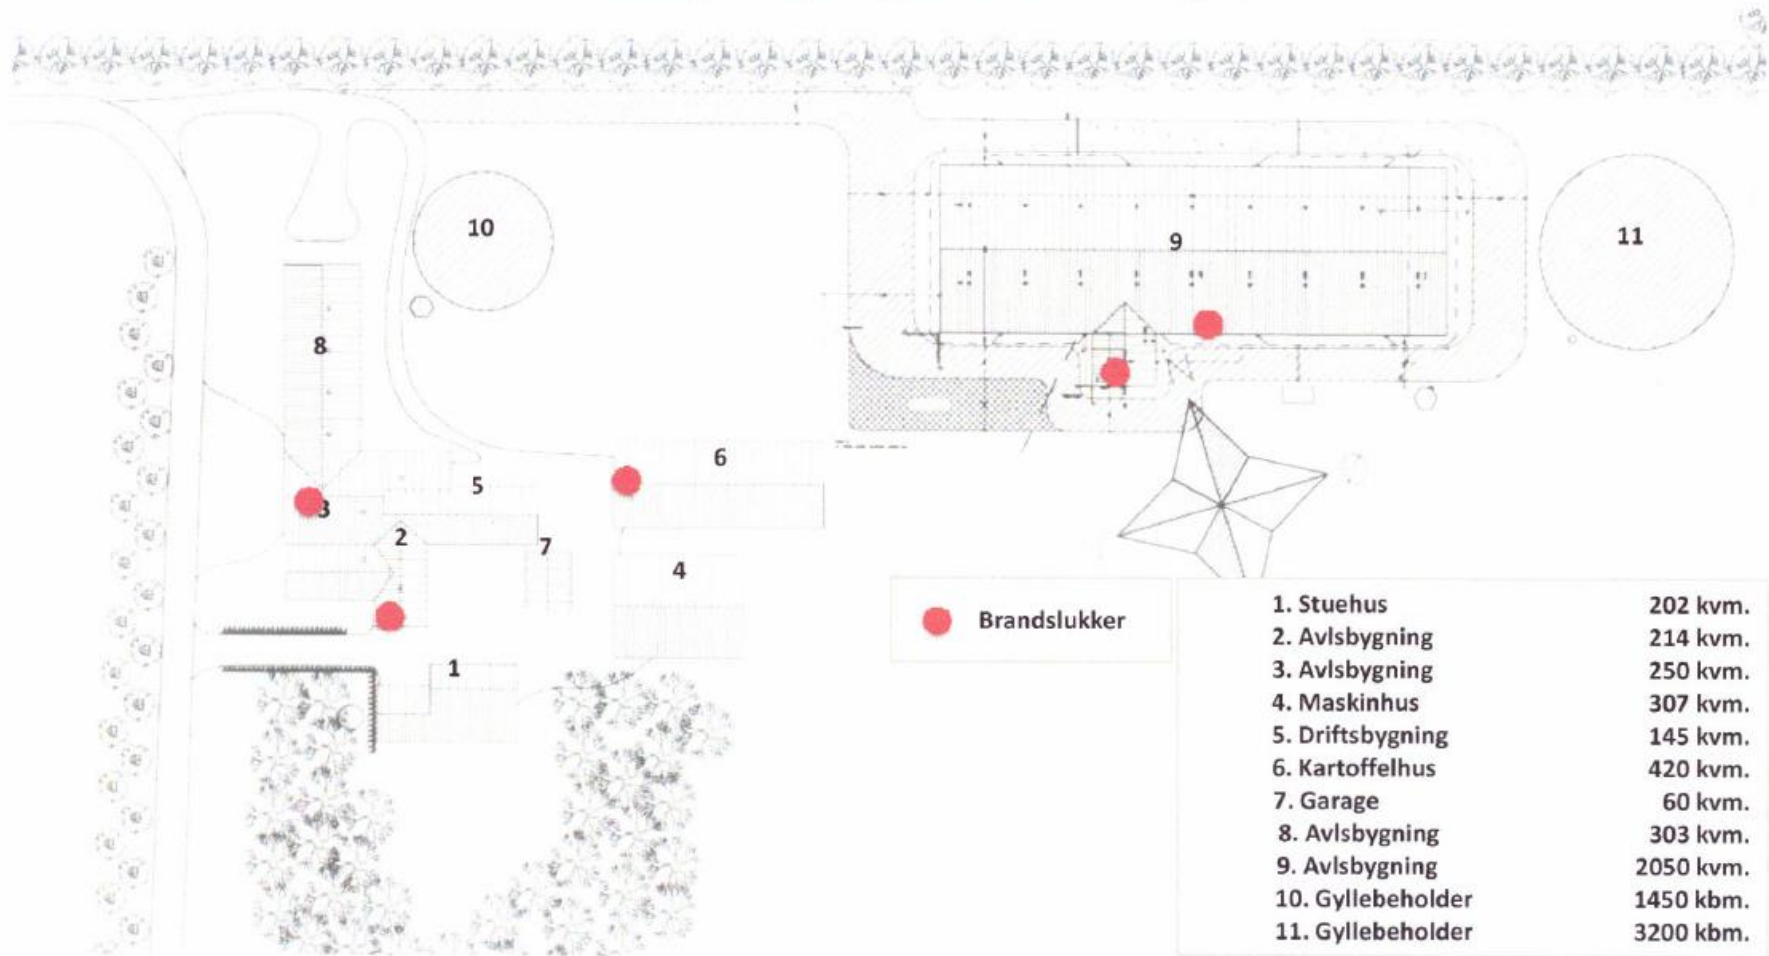 10
11
9
8
6
5
3
2
7
4
1
Brandslukker
1. Stuehus 202 kvm.
2. Avlsbygning 214 kvm.
3. Avlsbygning 250 kvm.
4. Maskinhus 307 kvm.
5. Driftsbygning 145 kvm.
6. Kartoffelhus 420 kvm.
7. Garage 60 kvm.
8. Avlsbygning 303 kvm.
9. Avlsbygning 2050 kvm.
10. Gyllebeholder 1450 kbm.
11. Gyllebeholder 3200 kbm.